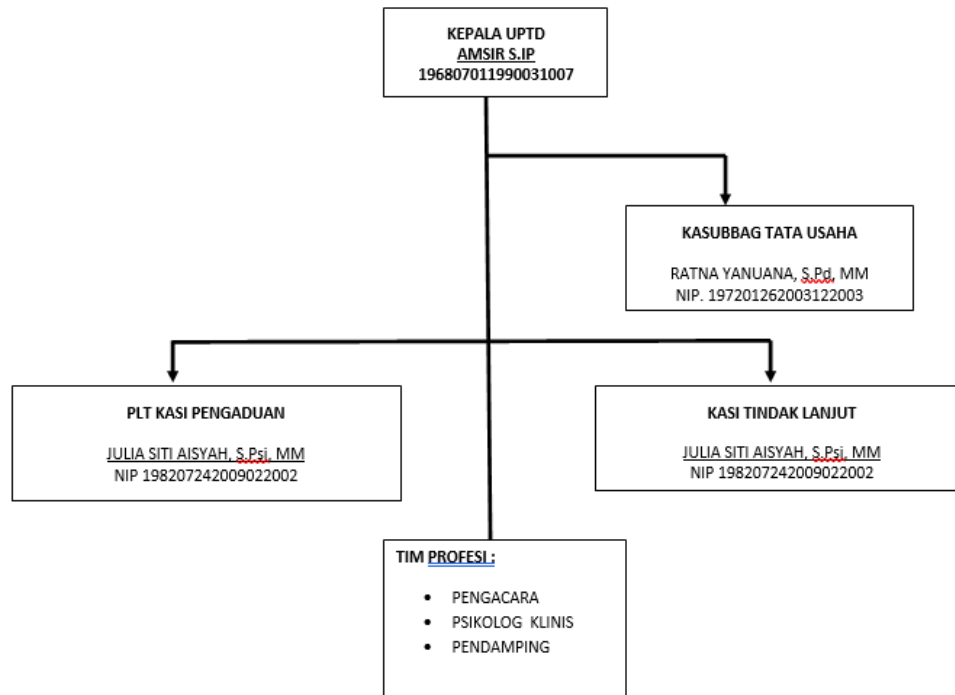 KEPALA UPTD
AMSIR S.IP
196807011990031007
KASUBBAG TATA USAHA
RATNA YANUANA, S.Pd, MM
NIP. 197201262003122003
PLT KASI PENGADUAN
JULIA SITI AISYAH, S.Psi, MM
NIP 198207242009022002
KASI TINDAK LANJUT
JULIA SITI AISYAH, S.Psi, MM
NIP 198207242009022002
TIM PROFESI :
• PENGACARA
• PSIKOLOG KLINIS
• PENDAMPING